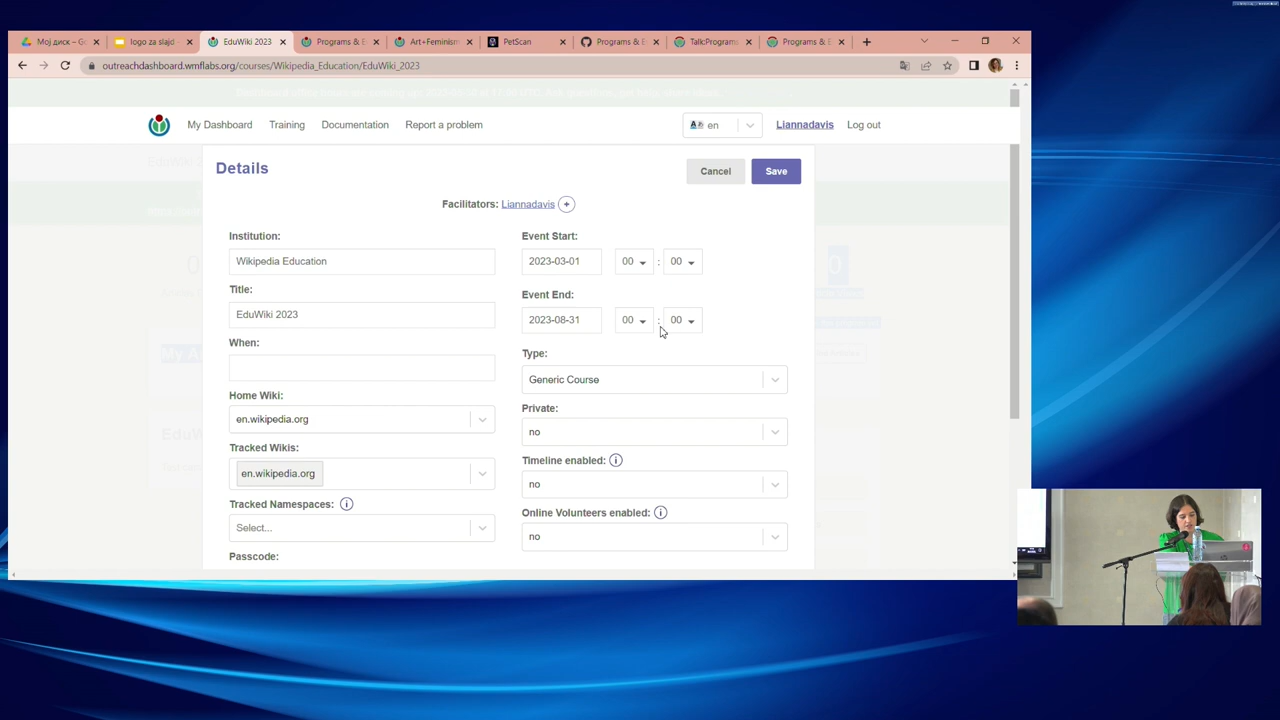 Мој диск – Go
logo za slajd
EduWiki 2023
Programs & E
Art+Feminism
PetScan
Programs & E
Talk:Programs
Programs & E
outreachdashboard.wmflabs.org/courses/Wikipedia_Education/EduWiki_2023
My Dashboard
Training
Documentation
Report a problem
en
Liannadavis
Log out
Details
Cancel
Save
Facilitators: Liannadavis +
Institution:
Wikipedia Education
Title:
EduWiki 2023
When:
Home Wiki:
en.wikipedia.org
Tracked Wikis:
en.wikipedia.org
Tracked Namespaces:
Select...
Passcode:
Event Start:
2023-03-01 00 : 00
Event End:
2023-08-31 00 : 00
Type:
Generic Course
Private:
no
Timeline enabled:
no
Online Volunteers enabled:
no